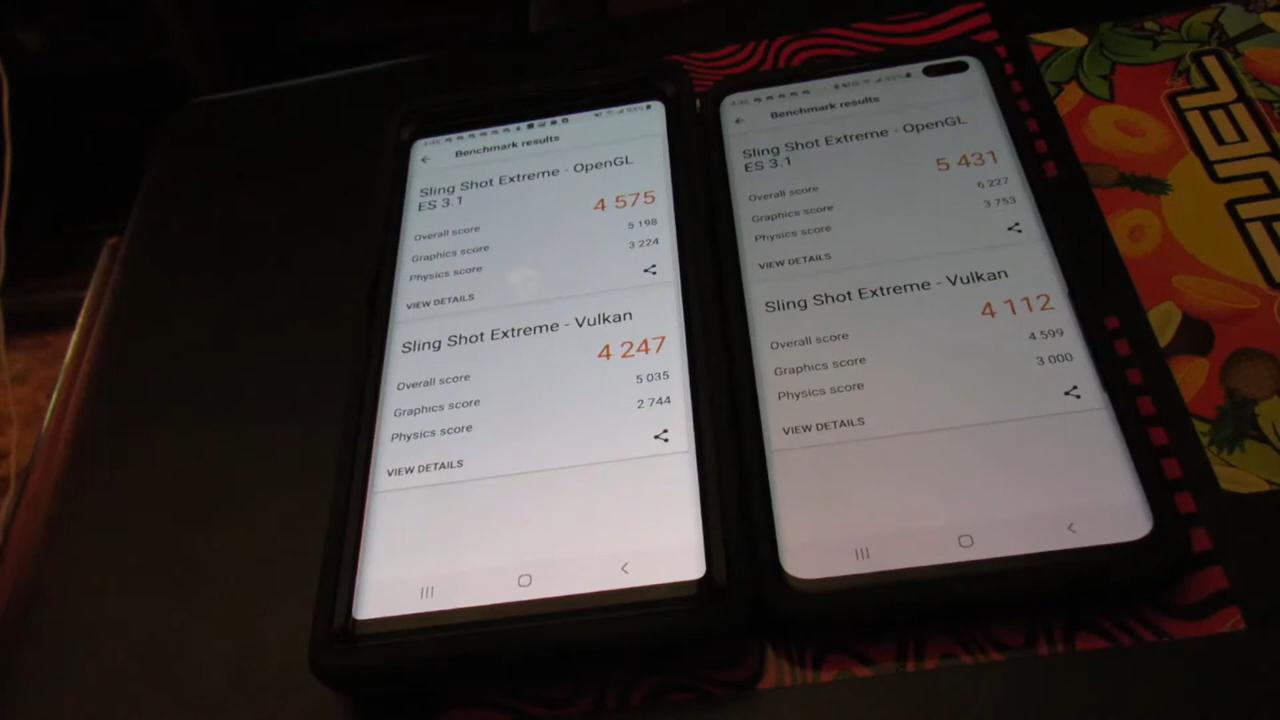 Benchmark results
Sling Shot Extreme - OpenGL
ES 3.1
4 575
Overall score
5 198
Graphics score
3 224
Physics score
VIEW DETAILS
Sling Shot Extreme - Vulkan
4 247
Overall score
5 035
Graphics score
2 744
Physics score
VIEW DETAILS
Benchmark results
Sling Shot Extreme - OpenGL
ES 3.1
5 431
Overall score
6 227
Graphics score
3 753
Physics score
VIEW DETAILS
Sling Shot Extreme - Vulkan
4 112
Overall score
4 599
Graphics score
3 000
Physics score
VIEW DETAILS